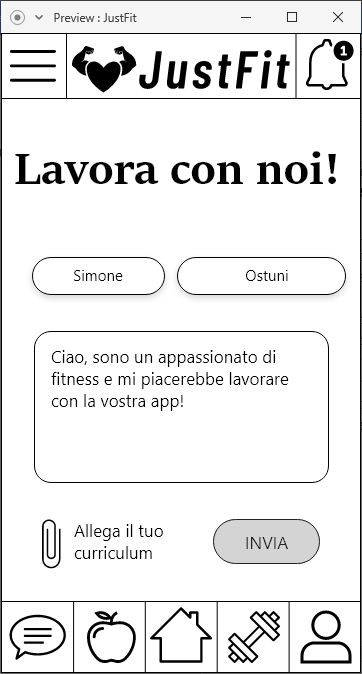 Preview : JustFit
JustFit
1
Lavora con noi!
Simone
Ostuni
Ciao, sono un appassionato di
fitness e mi piacerebbe lavorare
con la vostra app!
Allega il tuo
curriculum
INVIA